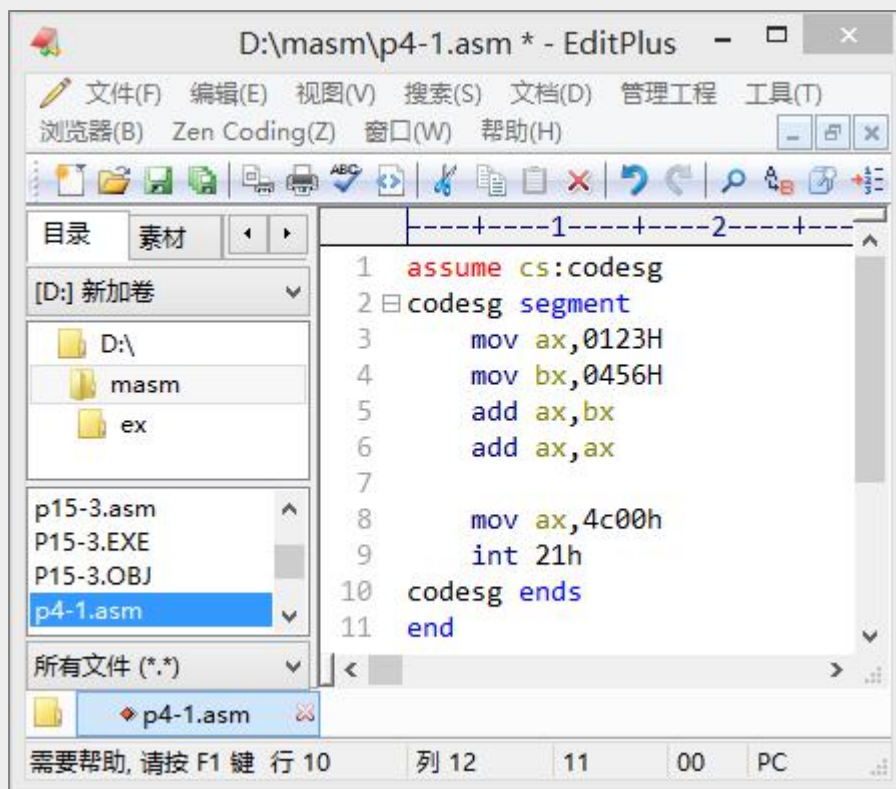 D:\masm\p4-1.asm * - EditPlus
文件(F) 编辑(E) 视图(V) 搜索(S) 文档(D) 管理工程 工具(T)
浏览器(B) Zen Coding(Z) 窗口(W) 帮助(H)
目录 素材
[D:] 新加卷
D:\
masm
ex
p15-3.asm
P15-3.EXE
P15-3.OBJ
p4-1.asm
所有文件 (*.*)
----+----1----+----2----+---
1 assume cs:codesg
2 codesg segment
3 mov ax,0123H
4 mov bx,0456H
5 add ax,bx
6 add ax,ax
7
8 mov ax,4c00h
9 int 21h
10 codesg ends
11 end
p4-1.asm
需要帮助, 请按 F1 键 行 10 列 12 11 00 PC